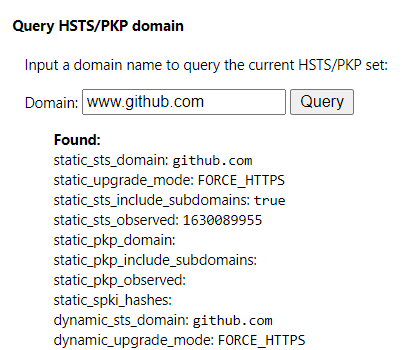 Query HSTS/PKP domain
Input a domain name to query the current HSTS/PKP set:
Domain: www.github.com Query
Found:
static_sts_domain: github.com
static_upgrade_mode: FORCE_HTTPS
static_sts_include_subdomains: true
static_sts_observed: 1630089955
static_pkp_domain:
static_pkp_include_subdomains:
static_pkp_observed:
static_spki_hashes:
dynamic_sts_domain: github.com
dynamic_upgrade_mode: FORCE_HTTPS